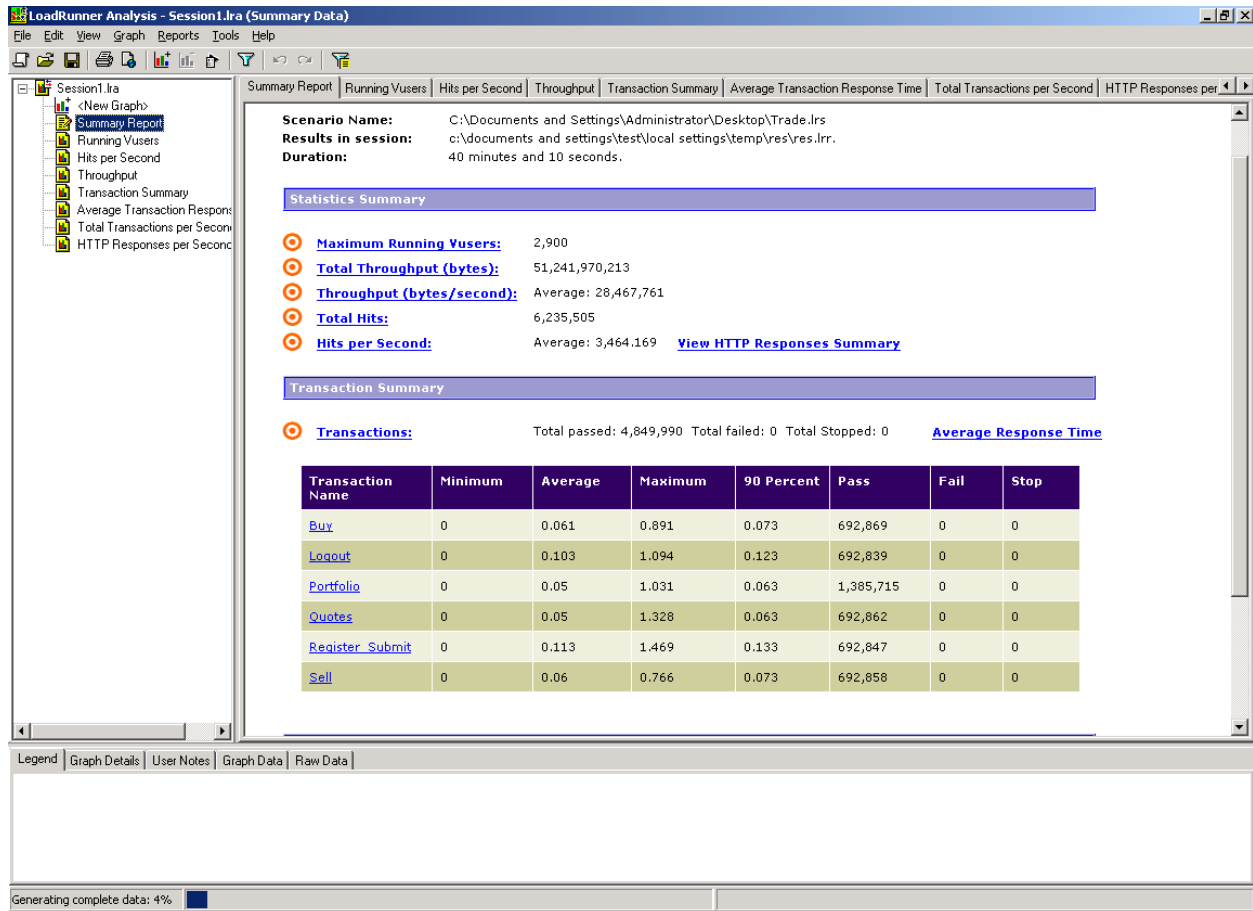 LoadRunner Analysis - Session1.lra (Summary Data)
File Edit View Graph Reports Tools Help
Session1.lra
<New Graph>
Summary Report
Running Vusers
Hits per Second
Throughput
Transaction Summary
Average Transaction Respons
Total Transactions per Secon
HTTP Responses per Second
Summary Report Running Vusers Hits per Second Throughput Transaction Summary Average Transaction Response Time Total Transactions per Second HTTP Responses per
Scenario Name: C:\Documents and Settings\Administrator\Desktop\Trade.lrs
Results in session: c:\documents and settings\test\local settings\temp\res\res.lrr.
Duration: 40 minutes and 10 seconds.
Statistics Summary
Maximum Running Vusers: 2,900
Total Throughput (bytes): 51,241,970,213
Throughput (bytes/second): Average: 28,467,761
Total Hits: 6,235,505
Hits per Second: Average: 3,464.169 View HTTP Responses Summary
Transaction Summary
Transactions: Total passed: 4,849,990 Total failed: 0 Total Stopped: 0 Average Response Time
Transaction Name Minimum Average Maximum 90 Percent Pass Fail Stop
Buy 0 0.061 0.891 0.073 692,869 0 0
Logout 0 0.103 1.094 0.123 692,839 0 0
Portfolio 0 0.05 1.031 0.063 1,385,715 0 0
Quotes 0 0.05 1.328 0.063 692,862 0 0
Register_Submit 0 0.113 1.469 0.133 692,847 0 0
Sell 0 0.06 0.766 0.073 692,858 0 0
Legend Graph Details User Notes Graph Data Raw Data
Generating complete data: 4%